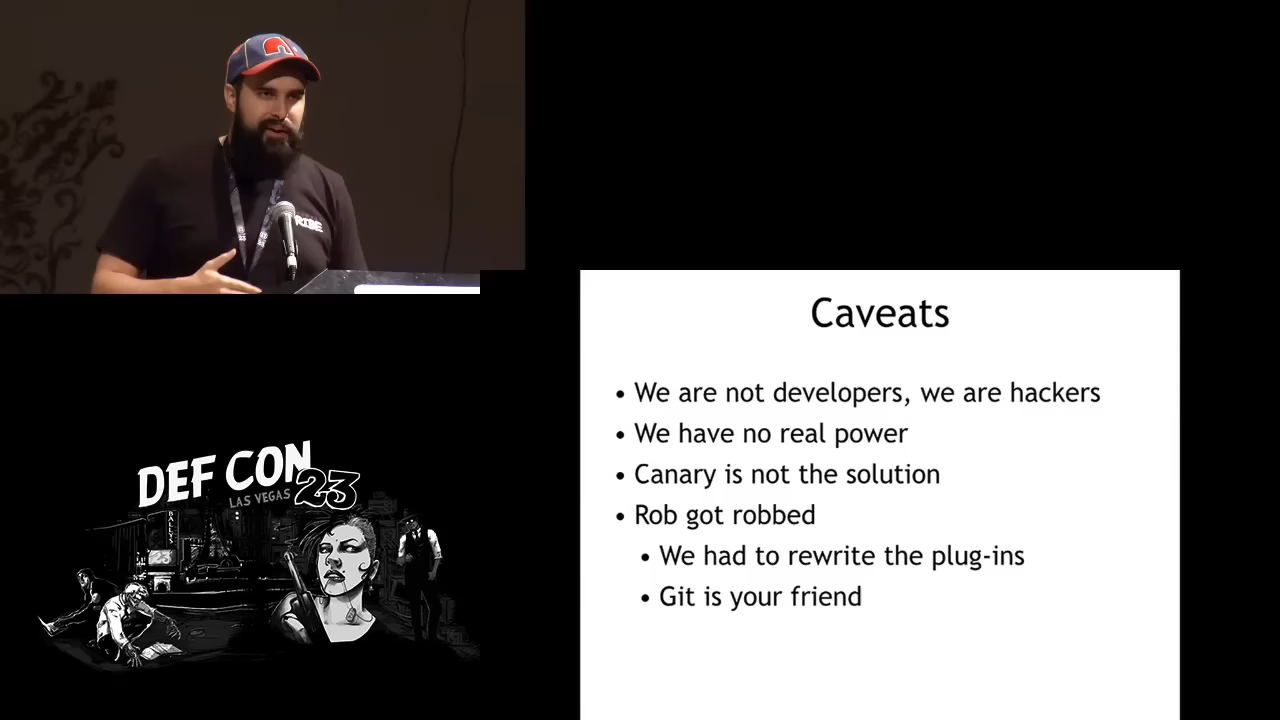 Caveats
• We are not developers, we are hackers
• We have no real power
• Canary is not the solution
• Rob got robbed
• We had to rewrite the plug-ins
• Git is your friend
DEF CON
LAS VEGAS 23
BALLYS